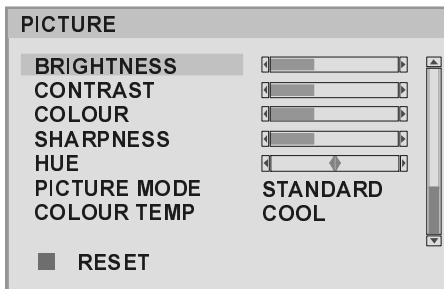 PICTURE
BRIGHTNESS
CONTRAST
COLOUR
SHARPNESS
HUE
PICTURE MODE STANDARD
COLOUR TEMP COOL
RESET